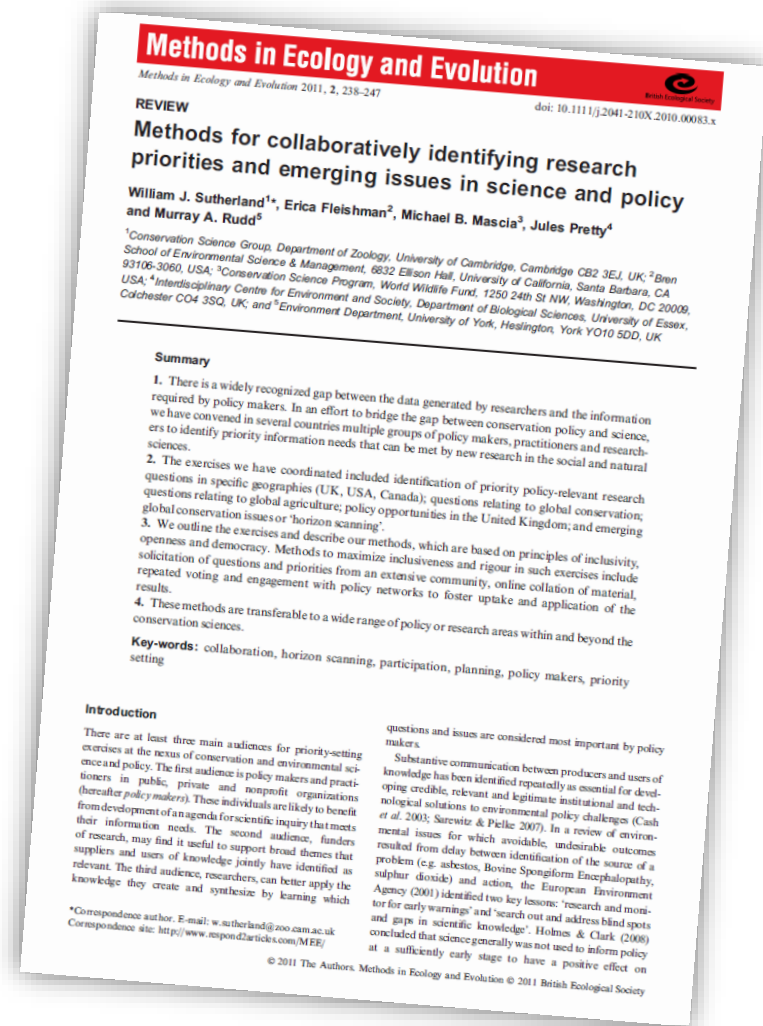 Methods in Ecology and Evolution
British Ecological Society
Methods in Ecology and Evolution 2011, 2, 238–247
doi: 10.1111/j.2041-210X.2010.00083.x
REVIEW
Methods for collaboratively identifying research
priorities and emerging issues in science and policy
William J. Sutherland1*, Erica Fleishman2, Michael B. Mascia3, Jules Pretty4
and Murray A. Rudd5
1Conservation Science Group, Department of Zoology, University of Cambridge, Cambridge CB2 3EJ, UK; 2Bren
School of Environmental Science & Management, 6832 Ellison Hall, University of California, Santa Barbara, CA
93106-3060, USA; 3Conservation Science Program, World Wildlife Fund, 1250 24th St NW, Washington, DC 20009,
USA; 4Interdisciplinary Centre for Environment and Society, Department of Biological Sciences, University of Essex,
Colchester CO4 3SQ, UK; and 5Environment Department, University of York, Heslington, York YO10 5DD, UK
Summary
1. There is a widely recognized gap between the data generated by researchers and the information
required by policy makers. In an effort to bridge the gap between conservation policy and science,
we have convened in several countries multiple groups of policy makers, practitioners and research-
ers to identify priority information needs that can be met by new research in the social and natural
sciences.
2. The exercises we have coordinated included identification of priority policy-relevant research
questions in specific geographies (UK, USA, Canada); questions relating to global conservation;
questions relating to global agriculture; policy opportunities in the United Kingdom; and emerging
global conservation issues or ‘horizon scanning’.
3. We outline the exercises and describe our methods, which are based on principles of inclusivity,
openness and democracy. Methods to maximize inclusiveness and rigour in such exercises include
solicitation of questions and priorities from an extensive community, online collation of material,
repeated voting and engagement with policy networks to foster uptake and application of the
results.
4. These methods are transferable to a wide range of policy or research areas within and beyond the
conservation sciences.
Key-words: collaboration, horizon scanning, participation, planning, policy makers, priority
setting
Introduction
There are at least three main audiences for priority-setting
exercises at the nexus of conservation and environmental sci-
ence and policy. The first audience is policy makers and practi-
tioners in public, private and nonprofit organizations
(hereafter policy makers). These individuals are likely to benefit
from development of an agenda for scientific inquiry that meets
their information needs. The second audience, funders
of research, may find it useful to support broad themes that
suppliers and users of knowledge jointly have identified as
relevant. The third audience, researchers, can better apply the
knowledge they create and synthesize by learning which
questions and issues are considered most important by policy
makers.
Substantive communication between producers and users of
knowledge has been identified repeatedly as essential for devel-
oping credible, relevant and legitimate institutional and tech-
nological solutions to environmental policy challenges (Cash
et al. 2003; Sarewitz & Pielke 2007). In a review of environ-
mental issues for which avoidable, undesirable outcomes
resulted from delay between identification of the source of a
problem (e.g. asbestos, Bovine Spongiform Encephalopathy,
sulphur dioxide) and action, the European Environment
Agency (2001) identified two key lessons: ‘research and moni-
tor for early warnings’ and ‘search out and address blind spots
and gaps in scientific knowledge’. Holmes & Clark (2008)
concluded that science generally was not used to inform policy
at a sufficiently early stage to have a positive effect on
*Correspondence author. E-mail: w.sutherland@zoo.cam.ac.uk
Correspondence site: http://www.respond2articles.com/MEE/
© 2011 The Authors. Methods in Ecology and Evolution © 2011 British Ecological Society